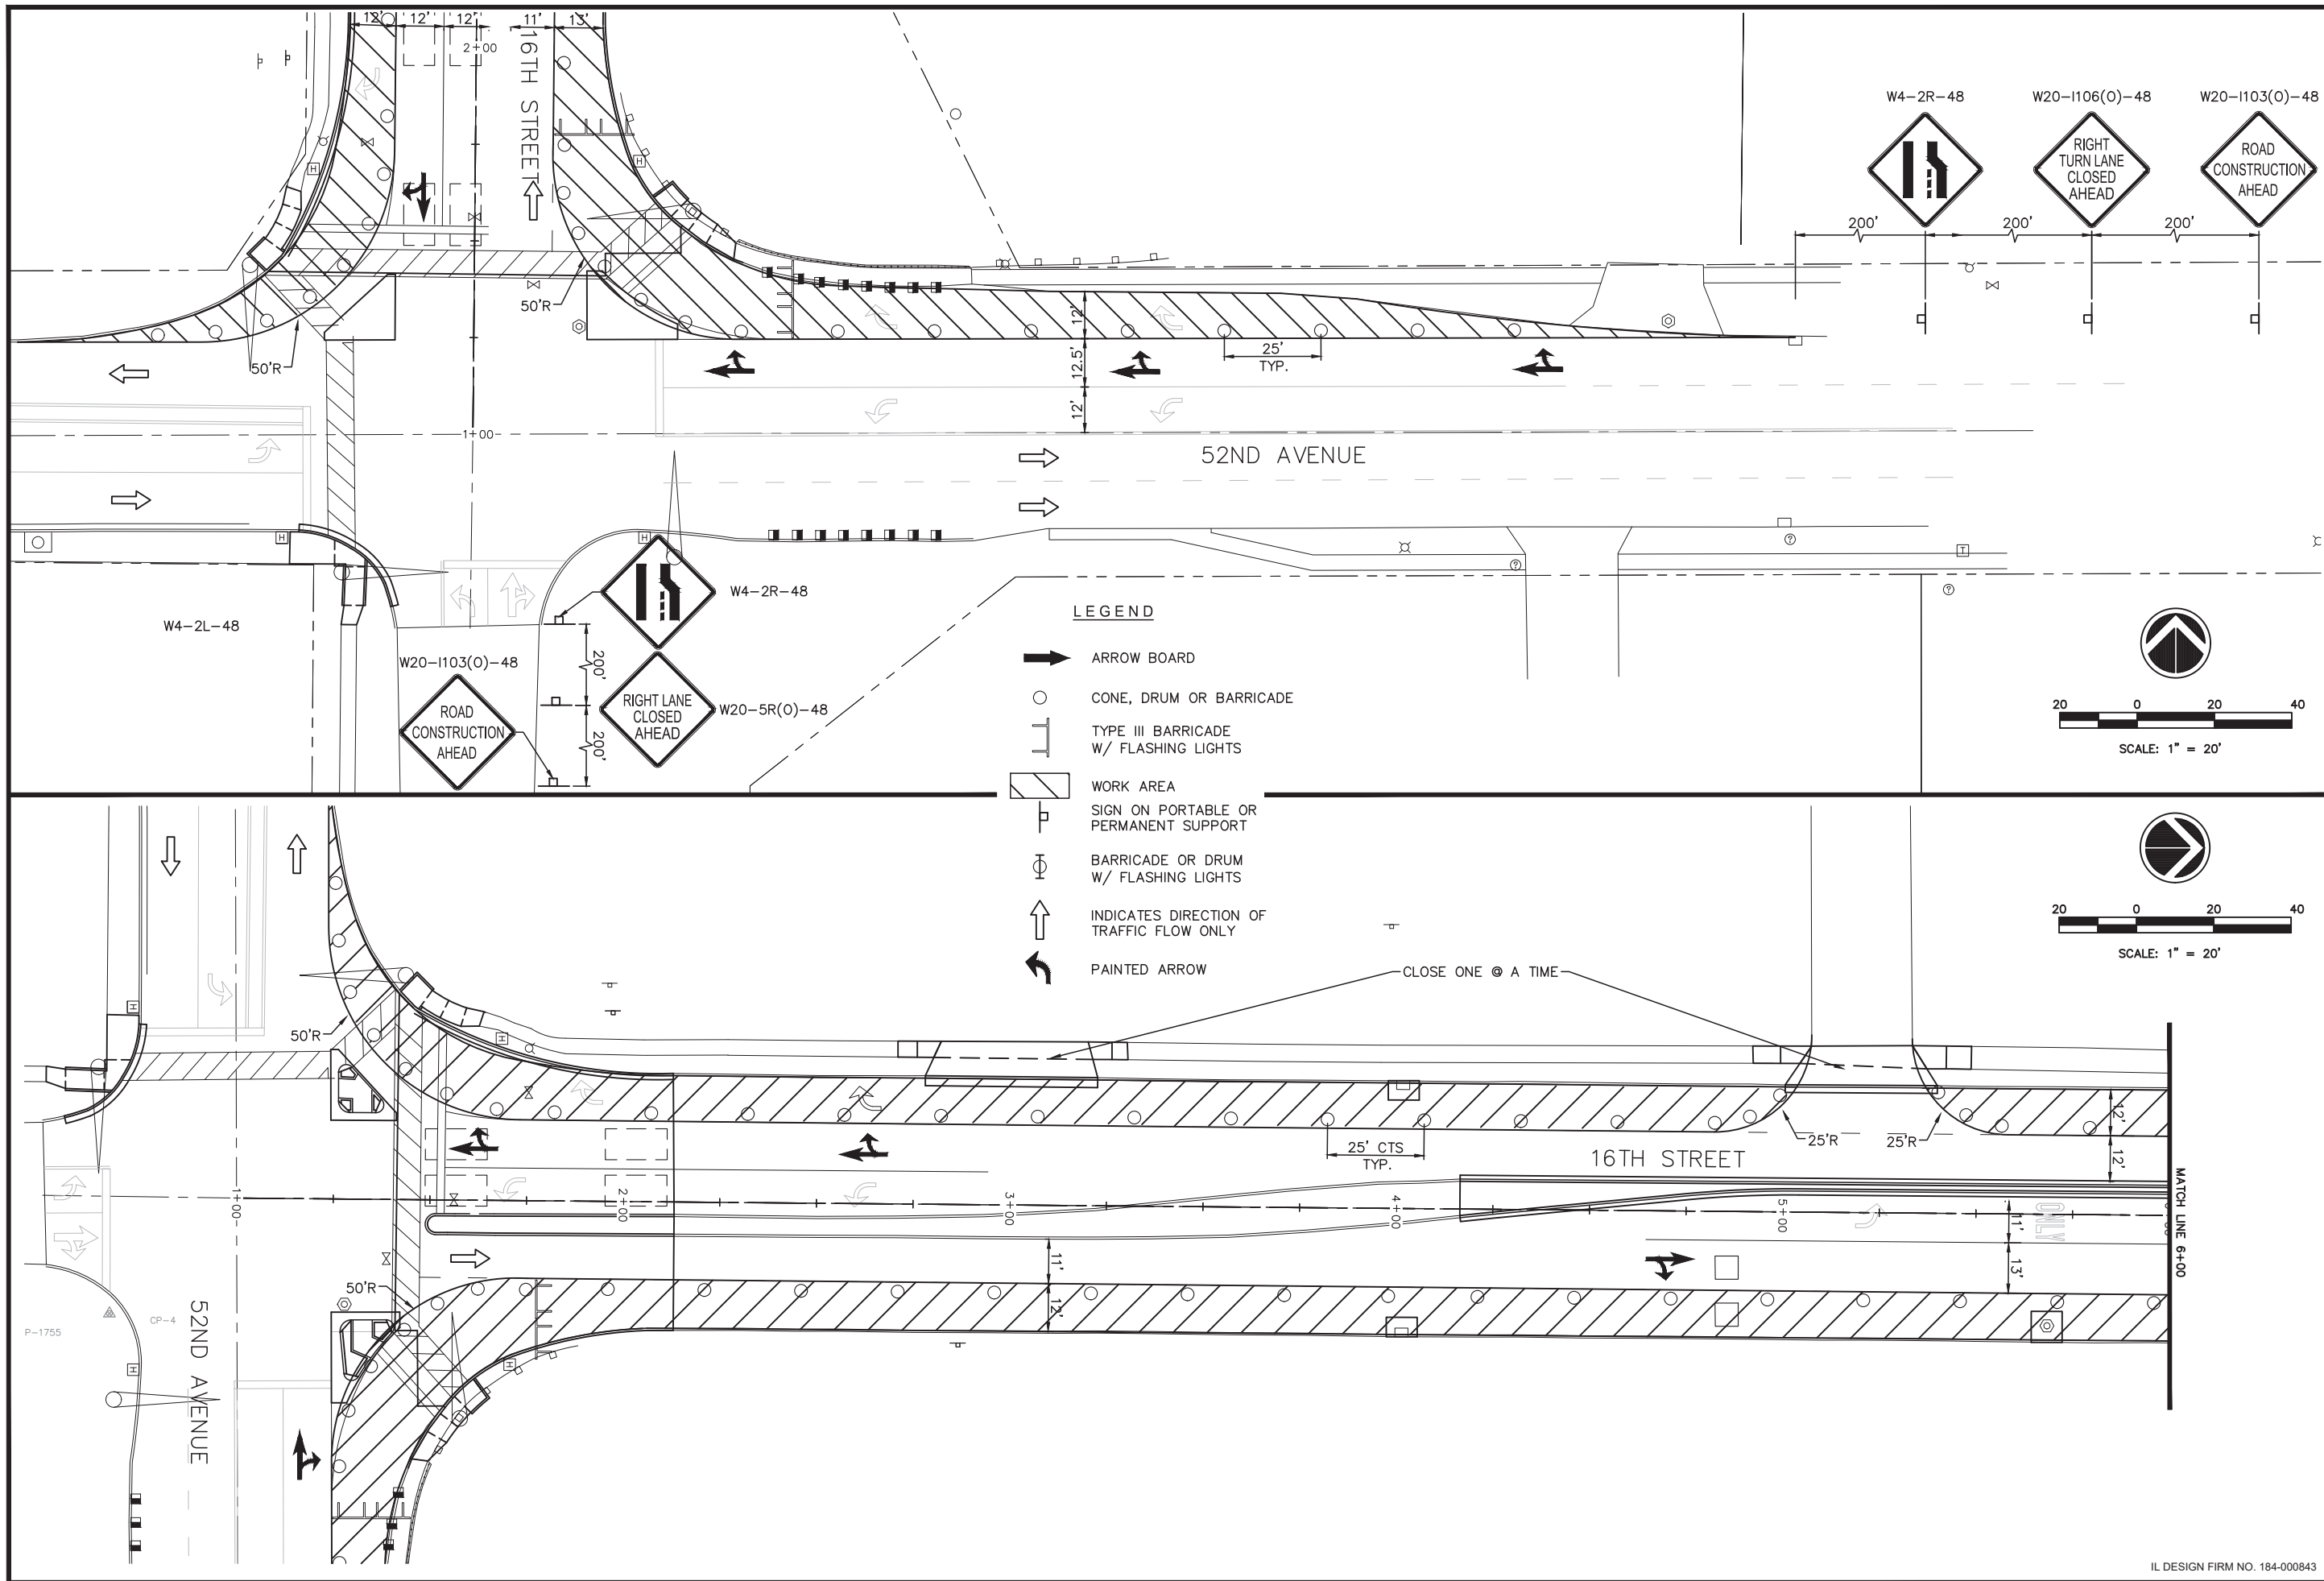 12'
12'
12'
11'
13'
2+00
16TH STREET
W4-2R-48
W20-I106(O)-48
W20-I103(O)-48
RIGHT
TURN LANE
CLOSED
AHEAD
ROAD
CONSTRUCTION
AHEAD
200'
200'
200'
H
H
50'R
50'R
12'
12.5'
12'
25'
TYP.
1+00
52ND AVENUE
H
H
T
?
?
?
W4-2R-48
W4-2L-48
W20-I103(O)-48
ROAD
CONSTRUCTION
AHEAD
RIGHT LANE
CLOSED
AHEAD
W20-5R(O)-48
200'
200'
LEGEND
ARROW BOARD
CONE, DRUM OR BARRICADE
TYPE III BARRICADE
W/ FLASHING LIGHTS
WORK AREA
SIGN ON PORTABLE OR
PERMANENT SUPPORT
BARRICADE OR DRUM
W/ FLASHING LIGHTS
INDICATES DIRECTION OF
TRAFFIC FLOW ONLY
PAINTED ARROW
20 0 20 40
SCALE: 1" = 20'
20 0 20 40
SCALE: 1" = 20'
CLOSE ONE @ A TIME
H
H
50'R
25' CTS
TYP.
25'R
25'R
12'
12'
16TH STREET
1+00
2+00
3+00
4+00
5+00
ONLY
11'
13'
11'
12'
MATCH LINE 6+00
50'R
H
H
P-1755
CP-4
52ND AVENUE
IL DESIGN FIRM NO. 184-000843